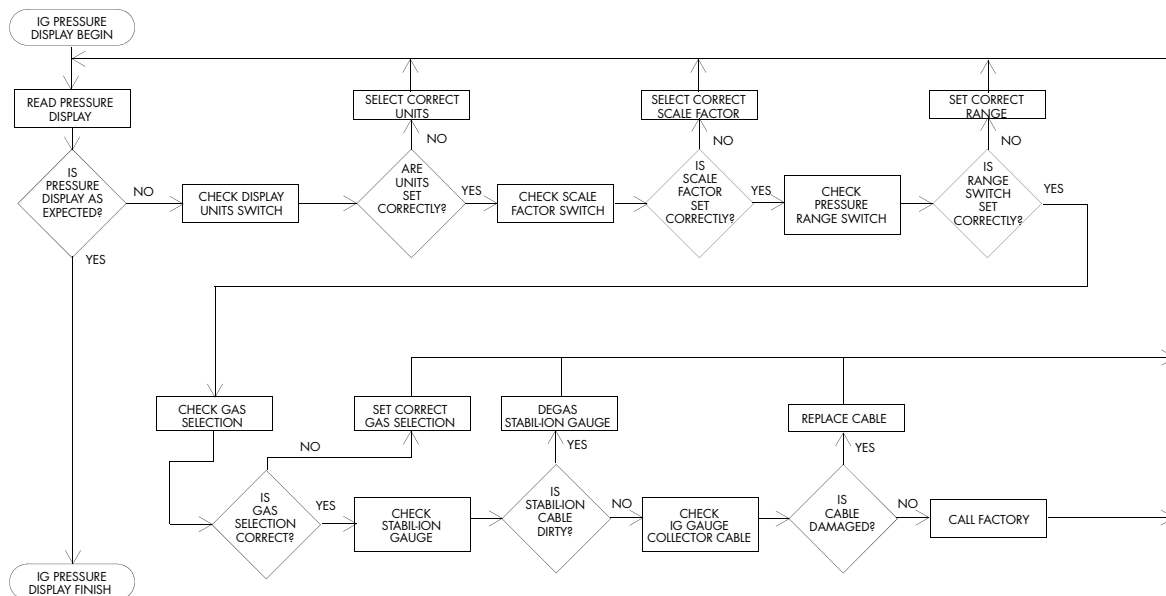 IG PRESSURE
DISPLAY BEGIN
READ PRESSURE
DISPLAY
SELECT CORRECT
UNITS
SELECT CORRECT
SCALE FACTOR
SET CORRECT
RANGE
NO
NO
NO
IS
PRESSURE
DISPLAY AS
EXPECTED?
NO
YES
CHECK DISPLAY
UNITS SWITCH
ARE
UNITS
SET
CORRECTLY?
YES
CHECK SCALE
FACTOR SWITCH
IS
SCALE
FACTOR
SET
CORRECTLY?
YES
CHECK
PRESSURE
RANGE SWITCH
IS
RANGE
SWITCH
SET
CORRECTLY?
YES
CHECK GAS
SELECTION
SET CORRECT
GAS SELECTION
DEGAS
STABIL-ION GAUGE
REPLACE CABLE
NO
YES
YES
IS
GAS
SELECTION
CORRECT?
YES
CHECK
STABIL-ION
GAUGE
IS
STABIL-ION
CABLE
DIRTY?
NO
CHECK
IG GAUGE
COLLECTOR CABLE
IS
CABLE
DAMAGED?
NO
CALL FACTORY
IG PRESSURE
DISPLAY FINISH